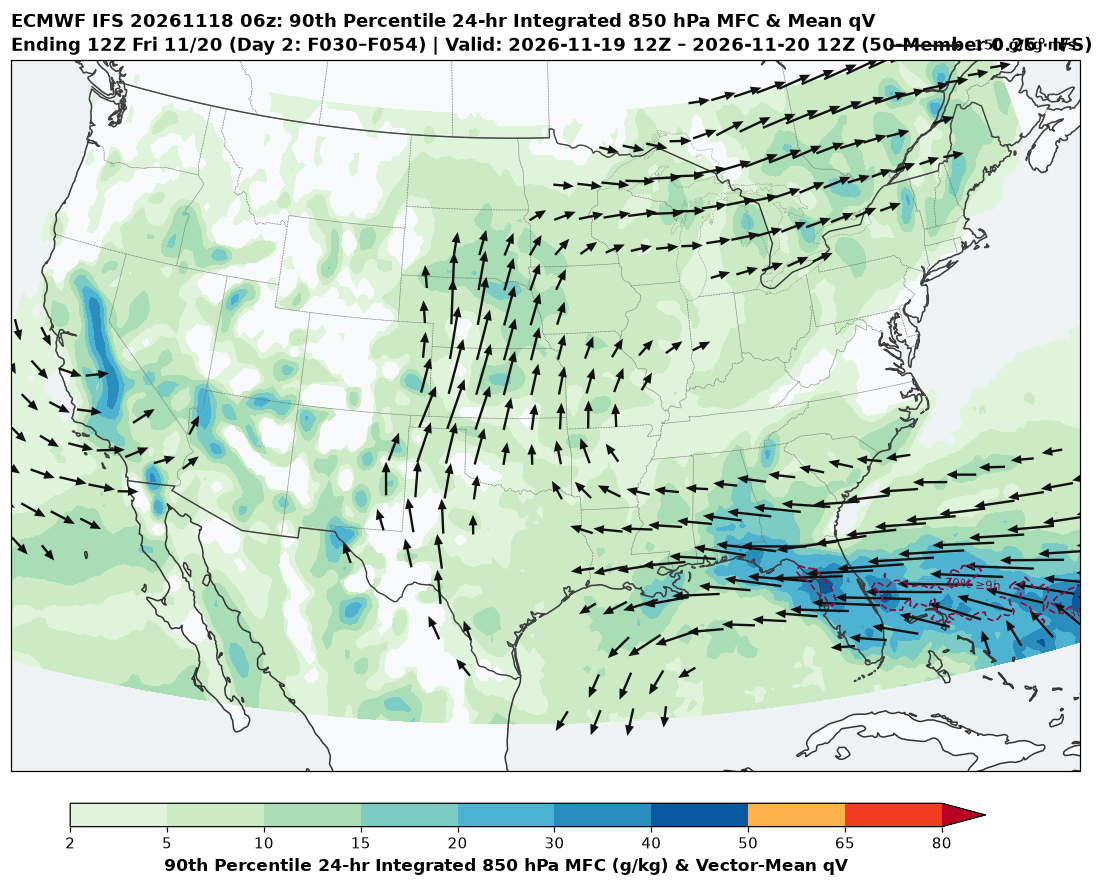 ECMWF IFS 20261118 06z: 90th Percentile 24-hr Integrated 850 hPa MFC & Mean qV
Ending 12Z Fri 11/20 (Day 2: F030–F054) | Valid: 2026-11-19 12Z – 2026-11-20 12Z (50-Member 0.25° IFS)
70% ≥9h
2 5 10 15 20 30 40 50 65 80
90th Percentile 24-hr Integrated 850 hPa MFC (g/kg) & Vector-Mean qV